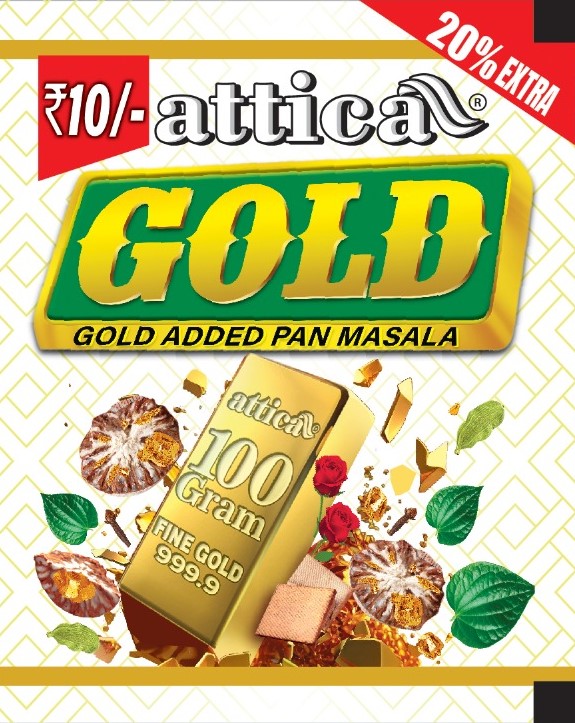 20% EXTRA
₹10/- attica®
GOLD
GOLD ADDED PAN MASALA
attica®
100
Gram
FINE GOLD
999.9